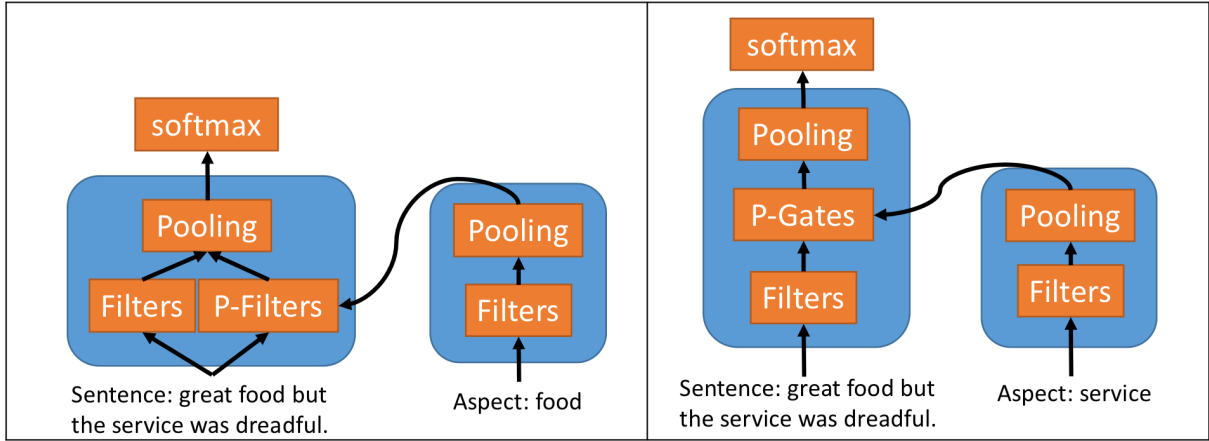 softmax
Pooling
Filters
P-Filters
Sentence: great food but
the service was dreadful.
Pooling
Filters
Aspect: food
softmax
Pooling
P-Gates
Filters
Sentence: great food but
the service was dreadful.
Pooling
Filters
Aspect: service